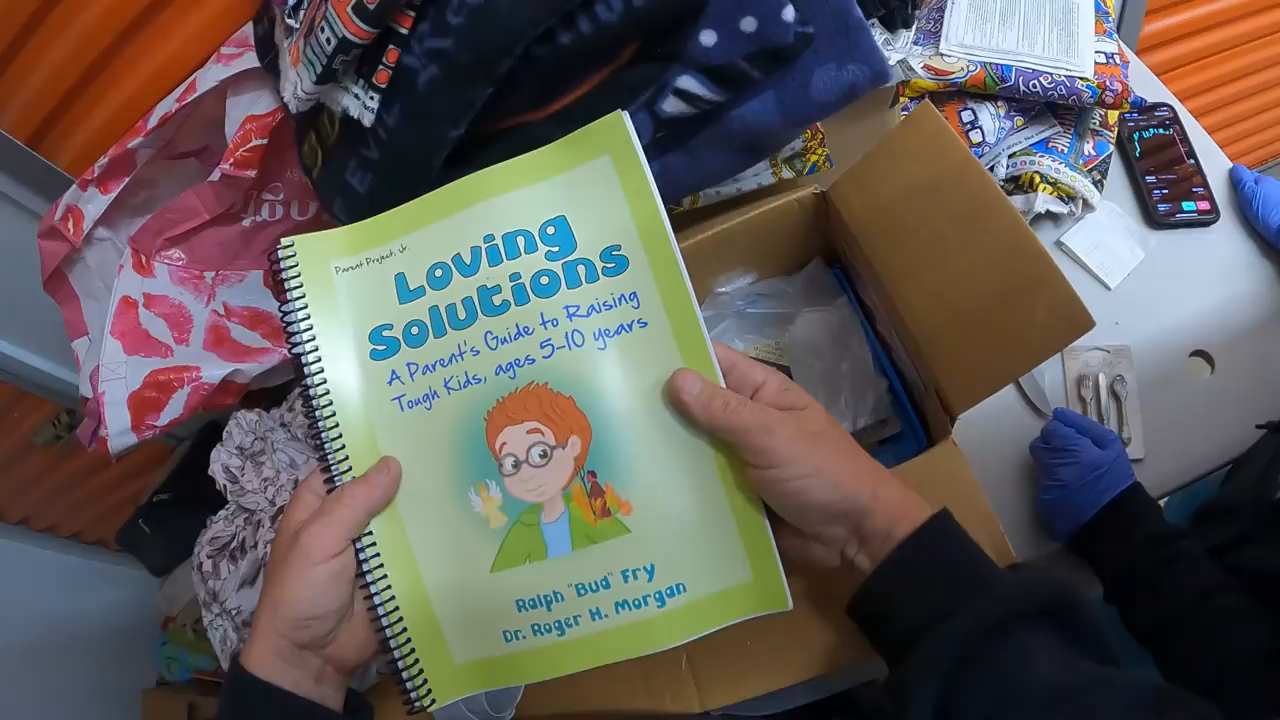 Parent Project, Jr.
Loving
Solutions
A Parent's Guide to Raising
Tough Kids, ages 5-10 years
Ralph "Bud" Fry
Dr. Roger H. Morgan